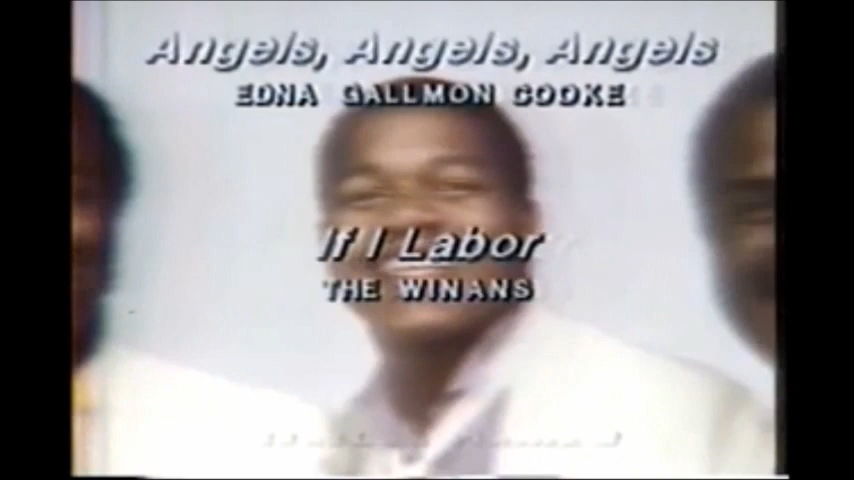 Angels, Angels, Angels
EDNA GALLMON COOKE
If I Labor
THE WINANS